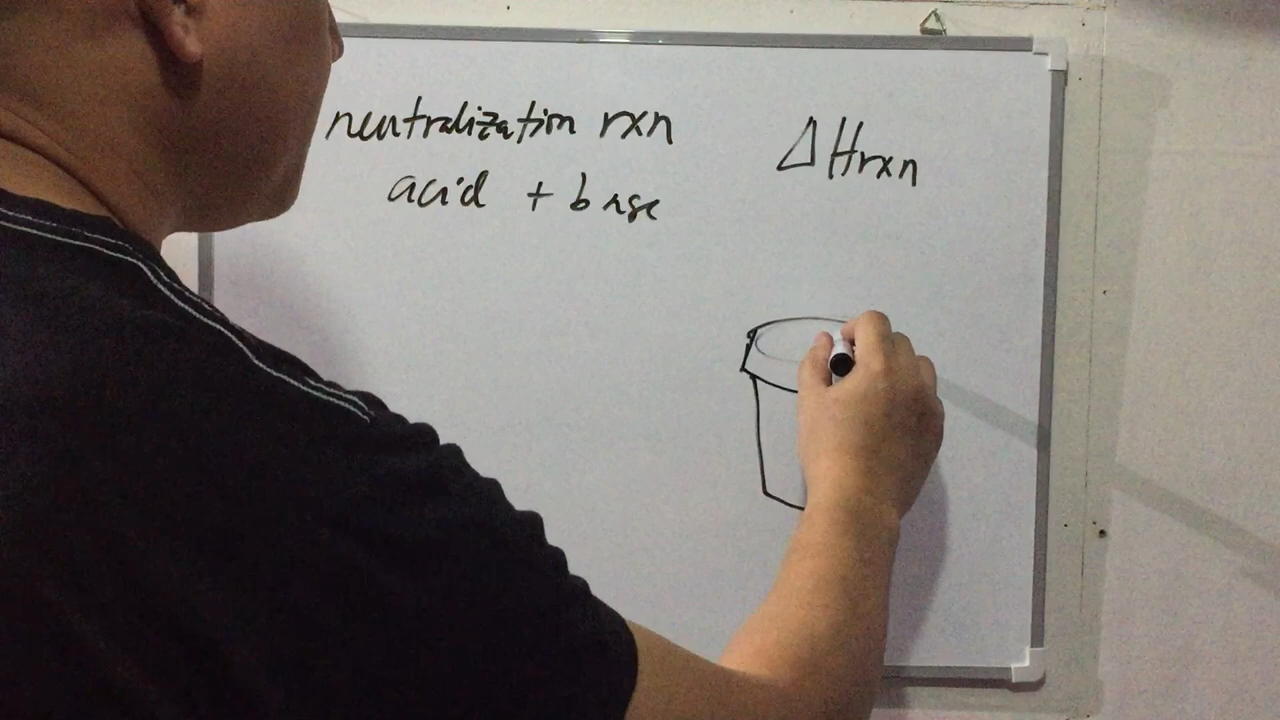 neutralization rxn
acid + base
ΔHrxn